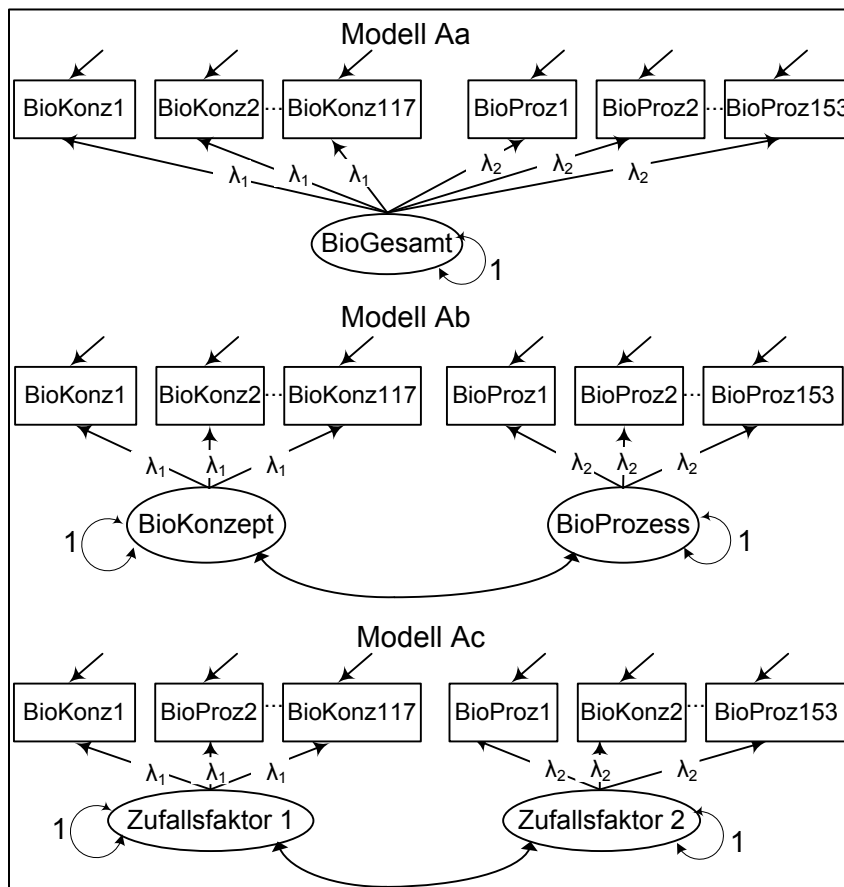 Modell Aa
BioKonz1 BioKonz2 ... BioKonz117 BioProz1 BioProz2 ... BioProz153
λ1 λ1 λ1 λ2 λ2 λ2
BioGesamt
1
Modell Ab
BioKonz1 BioKonz2 ... BioKonz117 BioProz1 BioProz2 ... BioProz153
λ1 λ1 λ1 λ2 λ2 λ2
1 BioKonzept BioProzess 1
Modell Ac
BioKonz1 BioProz2 ... BioKonz117 BioProz1 BioKonz2 ... BioProz153
λ1 λ1 λ1 λ2 λ2 λ2
1 Zufallsfaktor 1 Zufallsfaktor 2 1